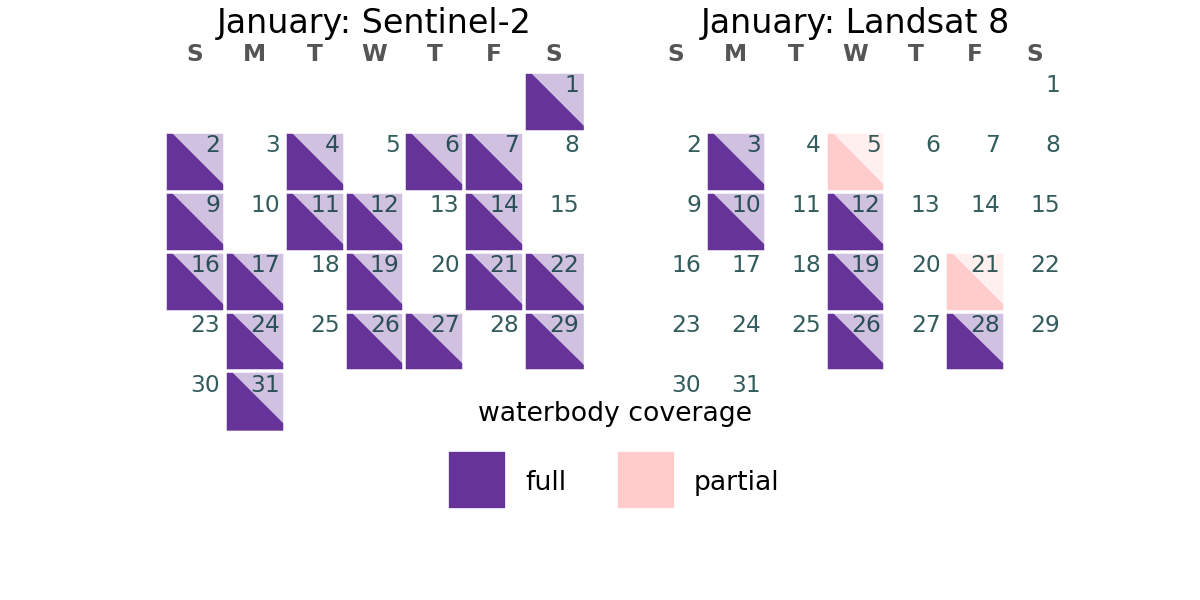 January: Sentinel-2
S M T W T F S
1
2 3 4 5 6 7 8
9 10 11 12 13 14 15
16 17 18 19 20 21 22
23 24 25 26 27 28 29
30 31
January: Landsat 8
S M T W T F S
1
2 3 4 5 6 7 8
9 10 11 12 13 14 15
16 17 18 19 20 21 22
23 24 25 26 27 28 29
30 31
waterbody coverage
full partial